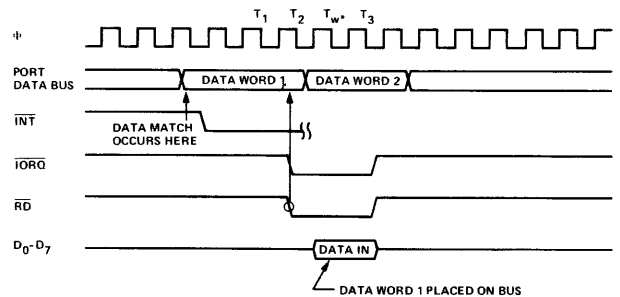 T1 T2 Tw* T3
Φ
PORT
DATA BUS
DATA WORD 1
DATA WORD 2
INT
DATA MATCH
OCCURS HERE
IORQ
RD
D0-D7
DATA IN
DATA WORD 1 PLACED ON BUS